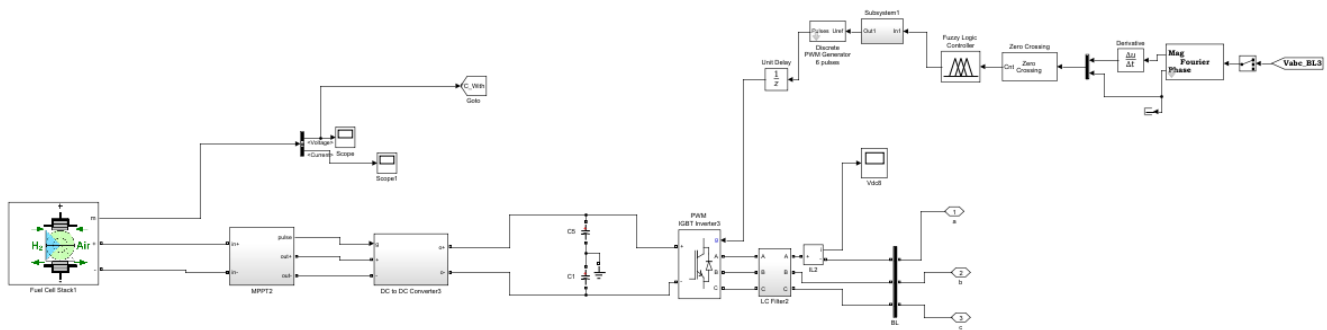 Subsystem1
Pulses Uref
Out1 In1
Discrete
PWM Generator
6 pulses
Fuzzy Logic
Controller
Zero Crossing
Cnt Zero
Crossing
Derivative
Δu
Δt
Mag
Fourier
Phase
Vabc_BL3
Unit Delay
1
z
C_With
Goto
<Voltage>
Scope
<Current>
Scope1
Vdc8
m
+
H₂ Air
+
-
Fuel Cell Stack1
in+
in-
pulse
out+
out-
MPPT2
g
+
-
o+
o-
DC to DC Converter3
C5
C1
PWM
IGBT Inverter3
+
-
A
B
C
A
B
C
A
B
C
LC Filter2
i
+
-
IL2
BL
1
a
2
b
3
c